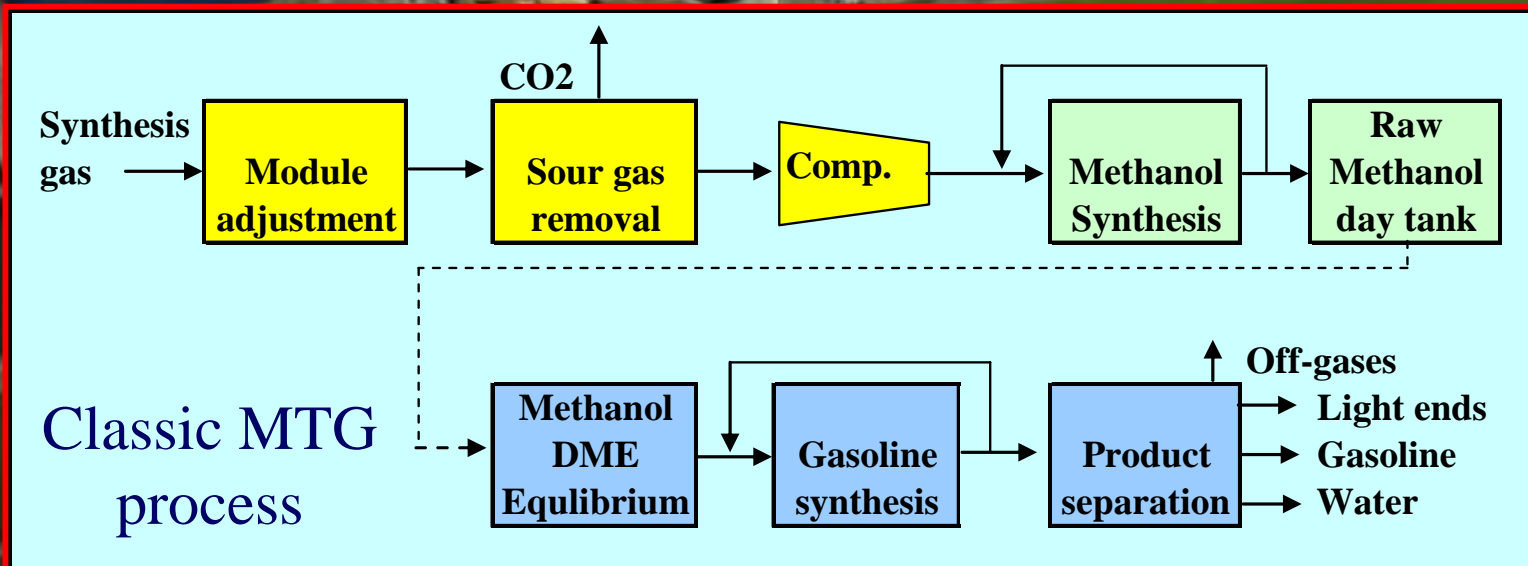 CO2
Synthesis
gas
Module
adjustment
Sour gas
removal
Comp.
Methanol
Synthesis
Raw
Methanol
day tank
Classic MTG
process
Methanol
DME
Equlibrium
Gasoline
synthesis
Product
separation
Off-gases
Light ends
Gasoline
Water